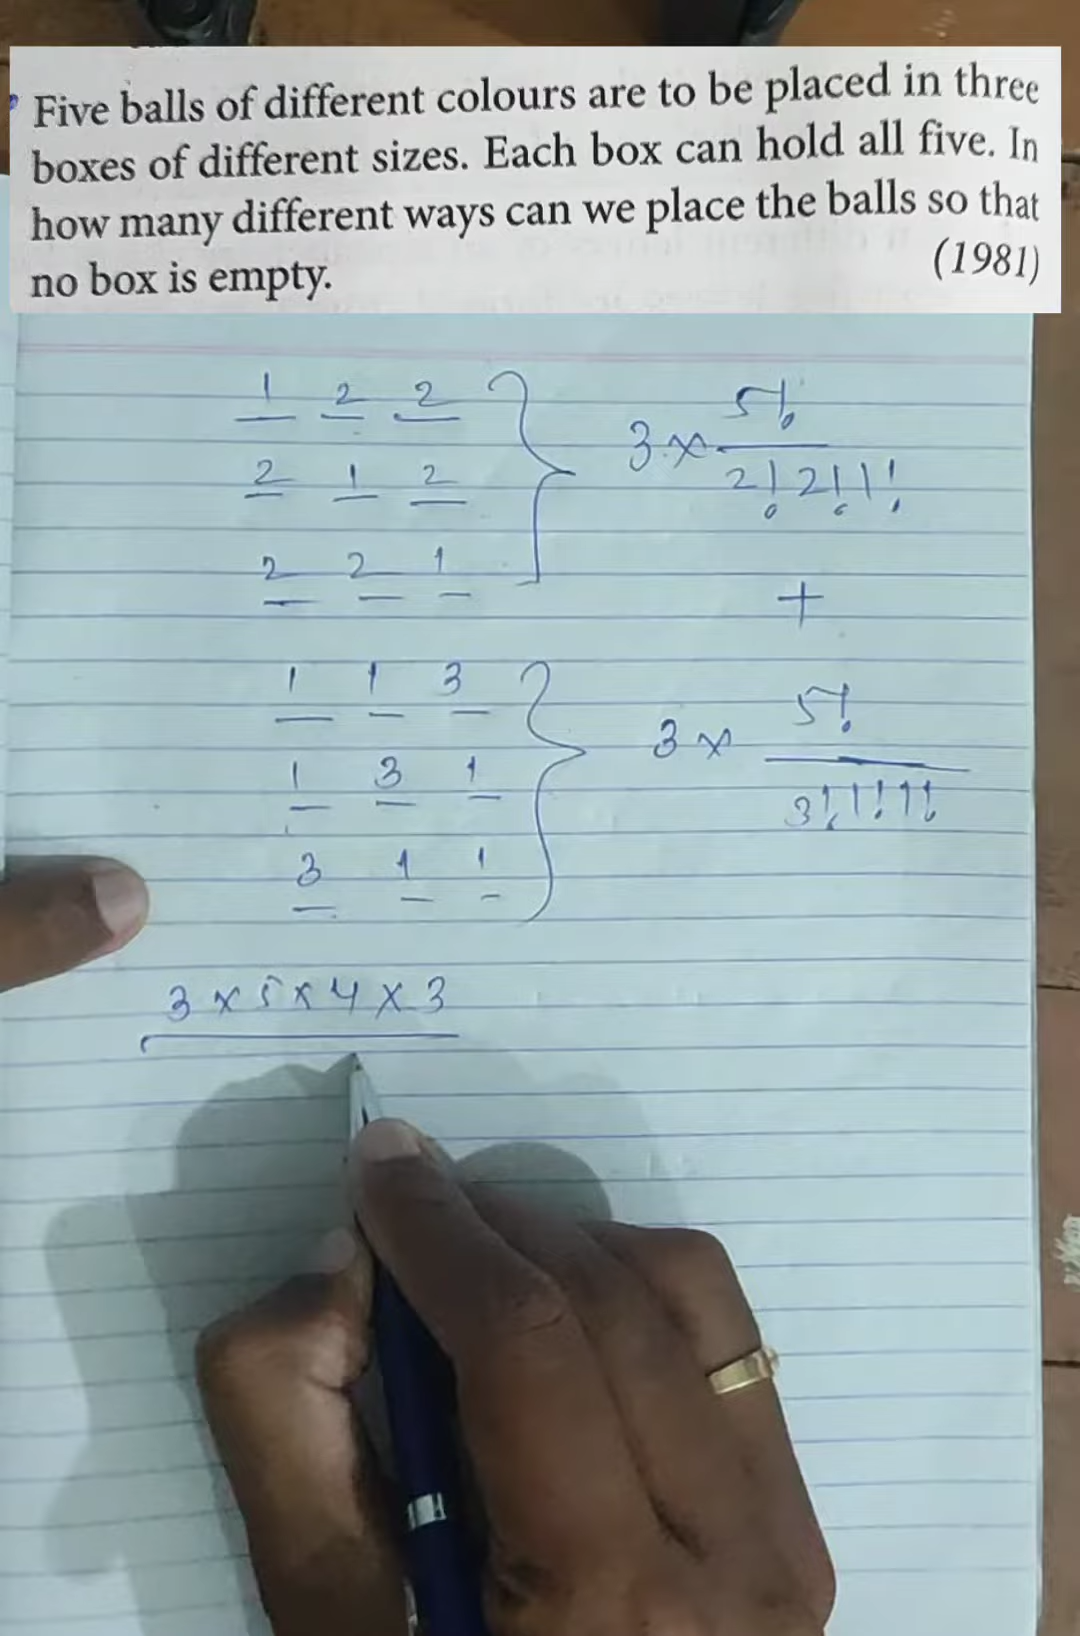 Five balls of different colours are to be placed in three
boxes of different sizes. Each box can hold all five. In
how many different ways can we place the balls so that
no box is empty. (1981)
1 2 2
2 1 2
2 2 1
3 × 5! / 2! 2! 1!
+
1 1 3
1 3 1
3 1 1
3 × 5! / 3! 1! 1!
3 × 5 × 4 × 3